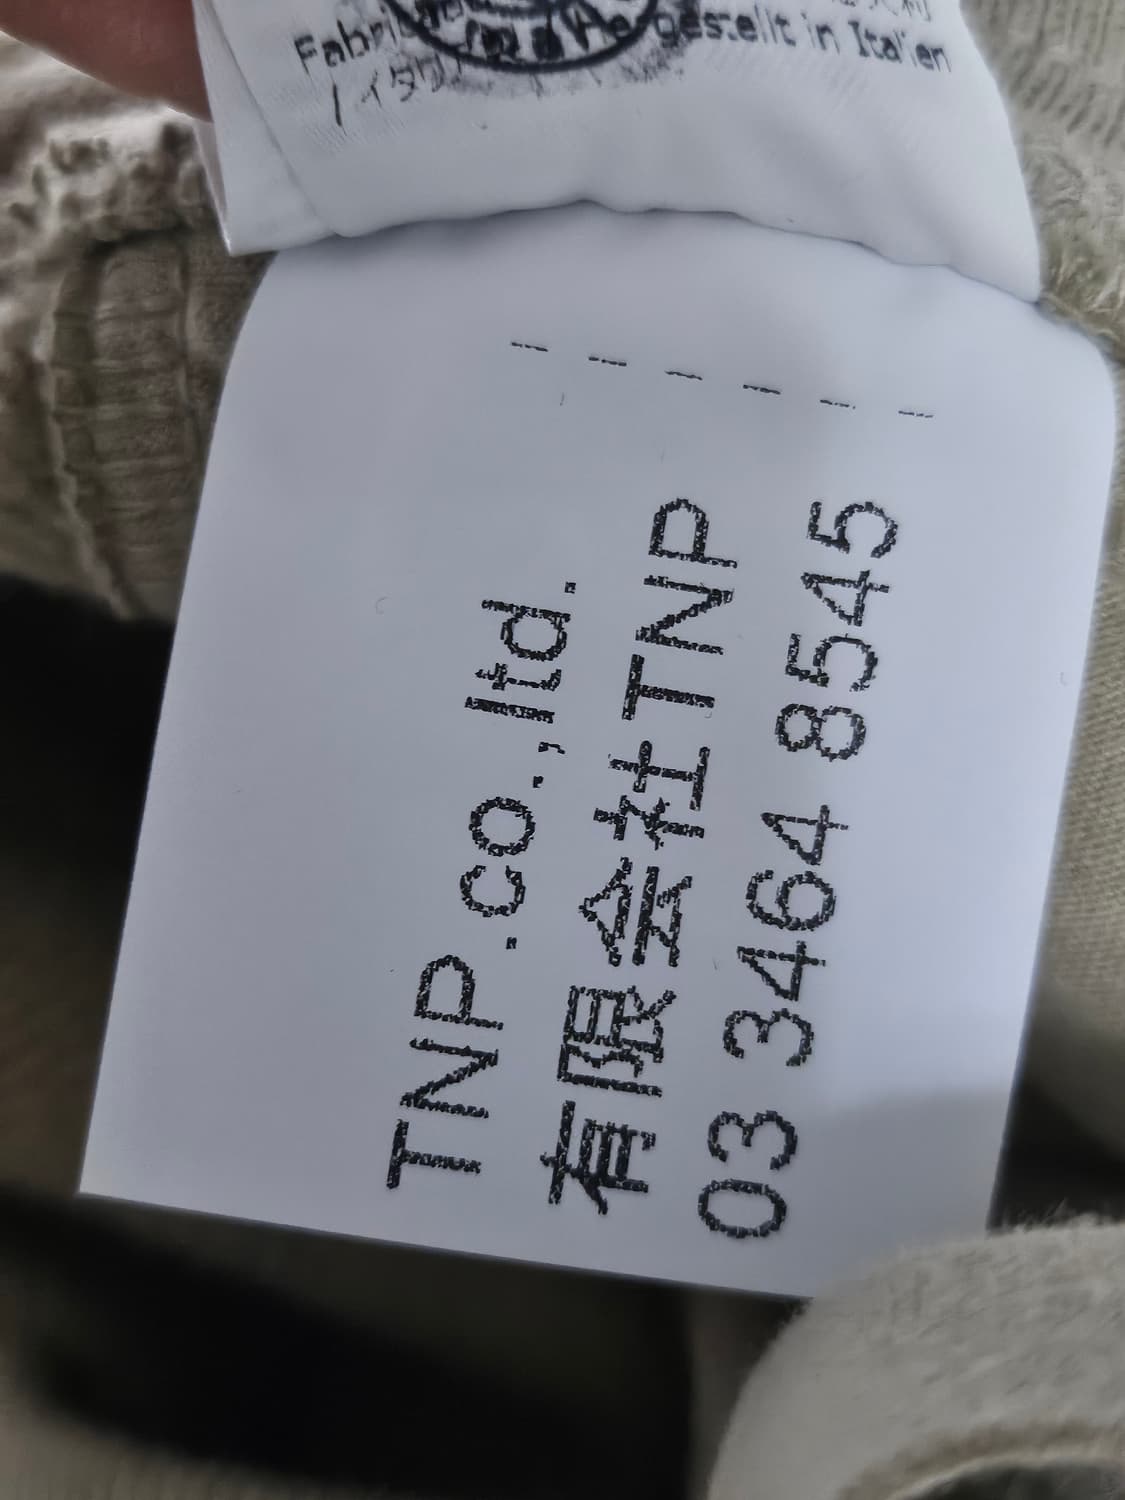 hergestellt in Italien
TNP.co.,ltd.
有限会社TNP
03 3464 8545